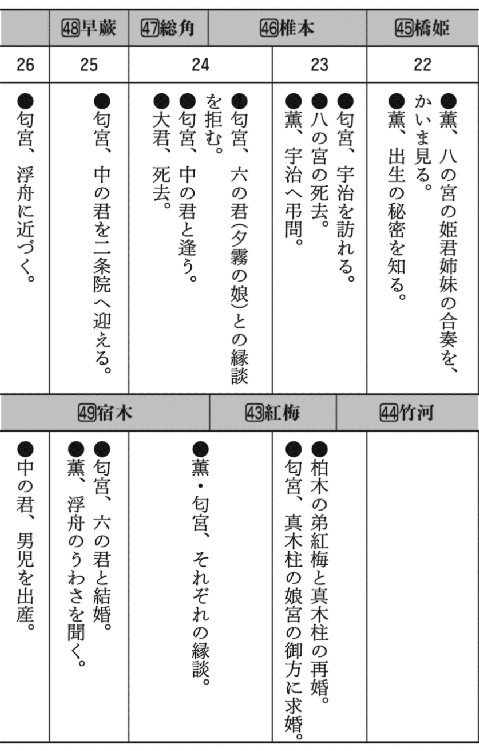 ㊺橋姫
㊻椎本
㊼総角
㊽早蕨
22
23
24
25
26
●薫、八の宮の姫君姉妹の合奏を、
かいま見る。
●薫、出生の秘密を知る。
●匂宮、宇治を訪れる。
●八の宮の死去。
●薫、宇治へ弔問。
●匂宮、六の君(夕霧の娘)との縁談
を拒む。
●匂宮、中の君と逢う。
●大君、死去。
●匂宮、中の君を二条院へ迎える。
●匂宮、浮舟に近づく。
㊹竹河
㊸紅梅
㊾宿木
●柏木の弟紅梅と真木柱の再婚。
●匂宮、真木柱の娘宮の御方に求婚。
●薫・匂宮、それぞれの縁談。
●匂宮、六の君と結婚。
●薫、浮舟のうわさを聞く。
●中の君、男児を出産。